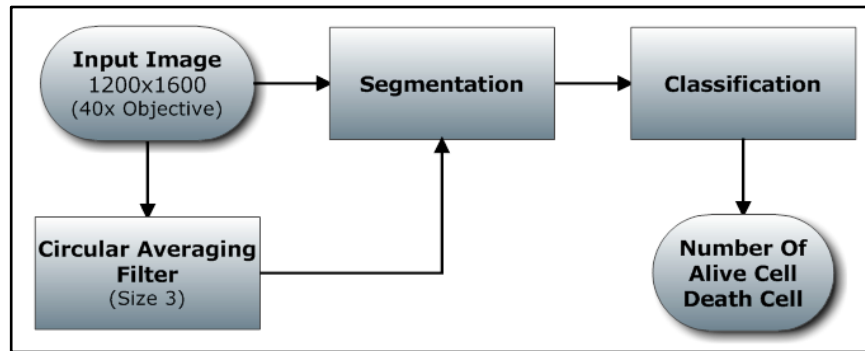 Input Image
1200x1600
(40x Objective)
Segmentation
Classification
Circular Averaging
Filter
(Size 3)
Number Of
Alive Cell
Death Cell